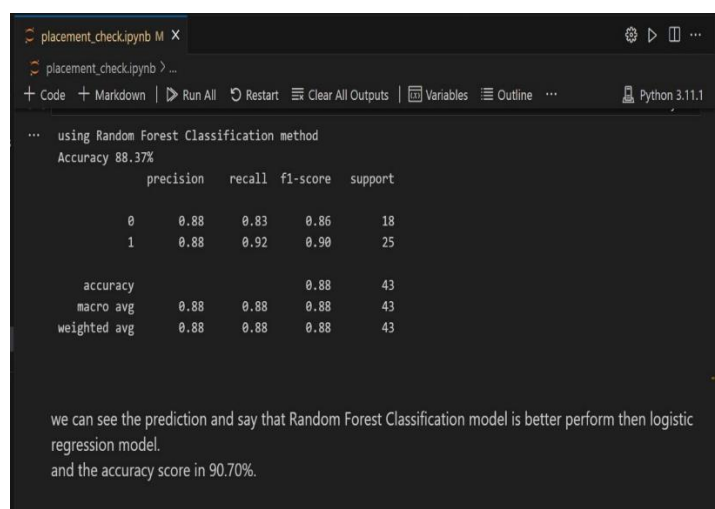 placement_check.ipynb M X
placement_check.ipynb > ...
+ Code + Markdown | Run All Restart Clear All Outputs | Variables Outline ... Python 3.11.1
... using Random Forest Classification method
Accuracy 88.37%
precision recall f1-score support
0 0.88 0.83 0.86 18
1 0.88 0.92 0.90 25
accuracy 0.88 43
macro avg 0.88 0.88 0.88 43
weighted avg 0.88 0.88 0.88 43
we can see the prediction and say that Random Forest Classification model is better perform then logistic
regression model.
and the accuracy score in 90.70%.